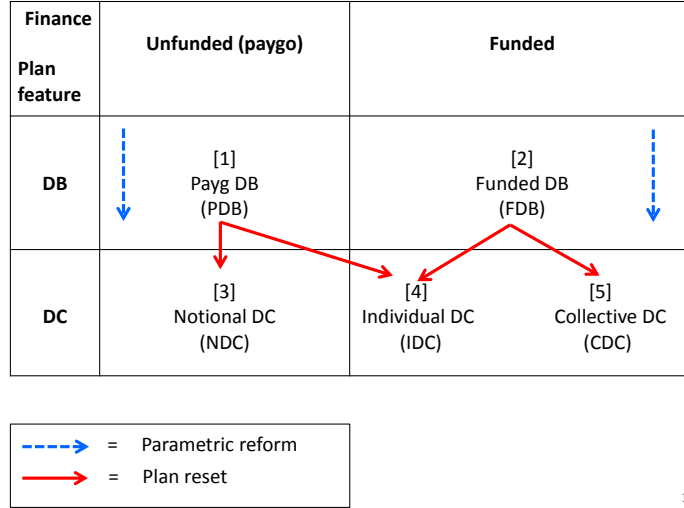 Finance
Plan
feature
Unfunded (paygo)
Funded
DB
[1]
Payg DB
(PDB)
[2]
Funded DB
(FDB)
DC
[3]
Notional DC
(NDC)
[4]
Individual DC
(IDC)
[5]
Collective DC
(CDC)
= Parametric reform
= Plan reset